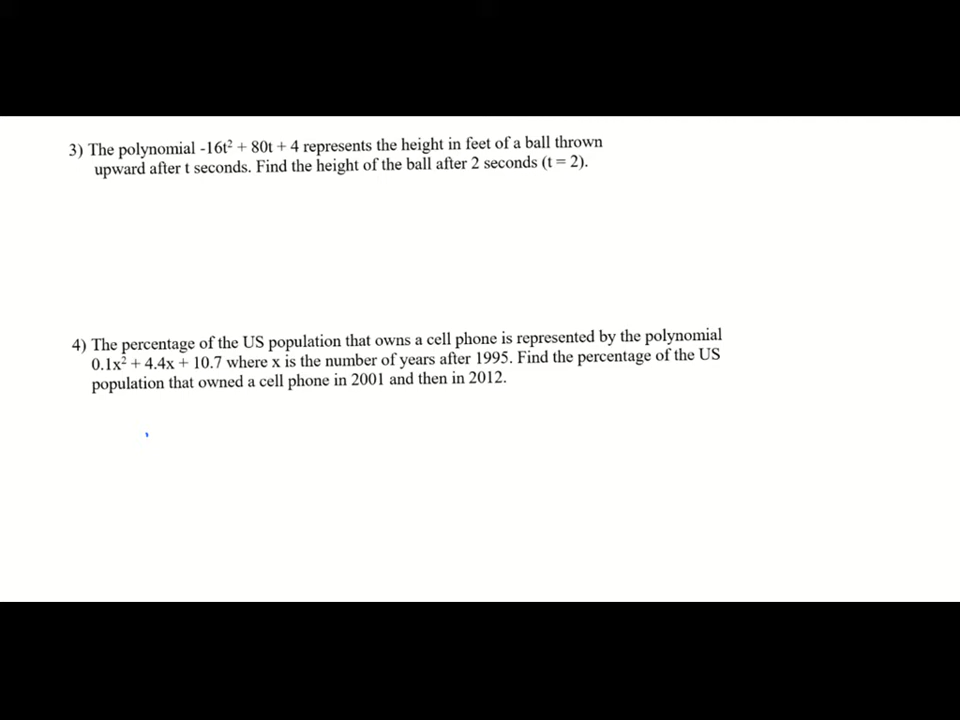 3) The polynomial -16t² + 80t + 4 represents the height in feet of a ball thrown
upward after t seconds. Find the height of the ball after 2 seconds (t = 2).
4) The percentage of the US population that owns a cell phone is represented by the polynomial
0.1x² + 4.4x + 10.7 where x is the number of years after 1995. Find the percentage of the US
population that owned a cell phone in 2001 and then in 2012.